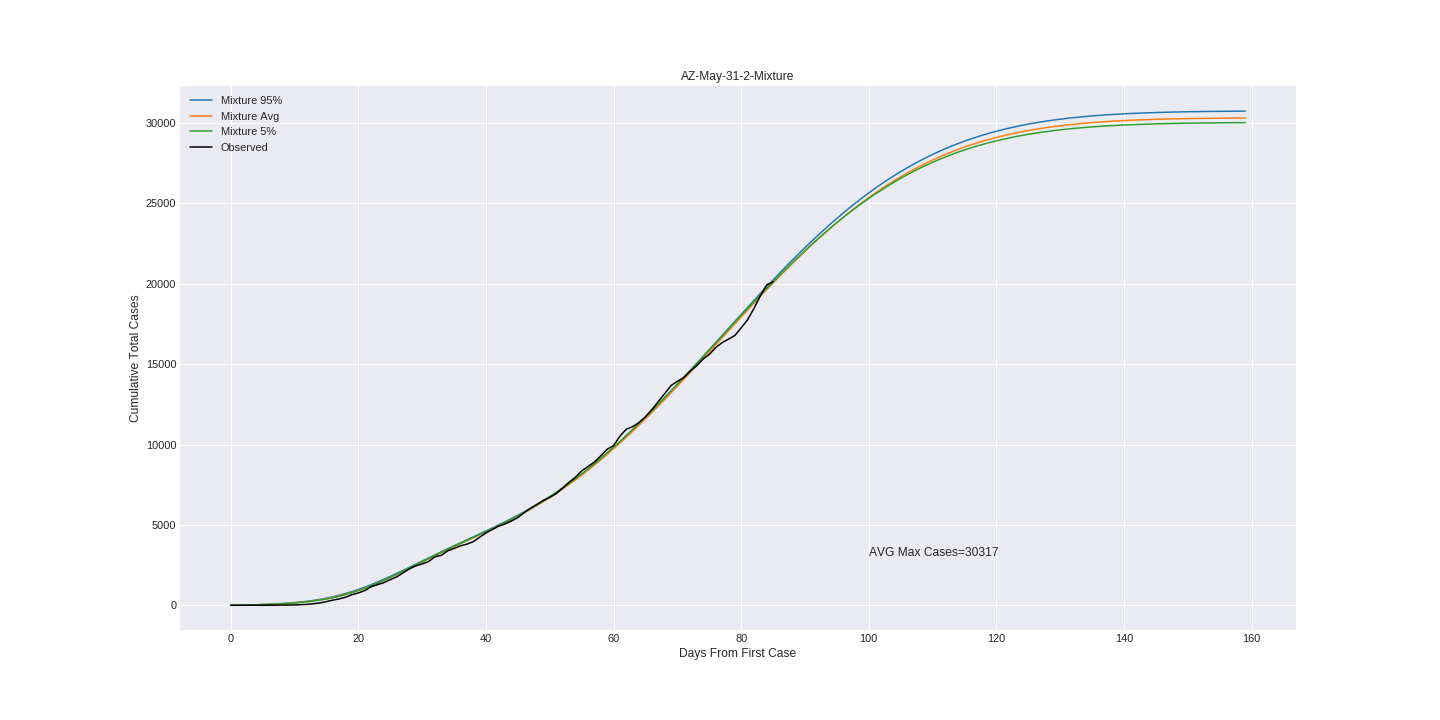 AZ-May-31-2-Mixture
Mixture 95%
Mixture Avg
Mixture 5%
Observed
30000
25000
20000
15000
10000
5000
0
Cumulative Total Cases
AVG Max Cases=30317
0 20 40 60 80 100 120 140 160
Days From First Case